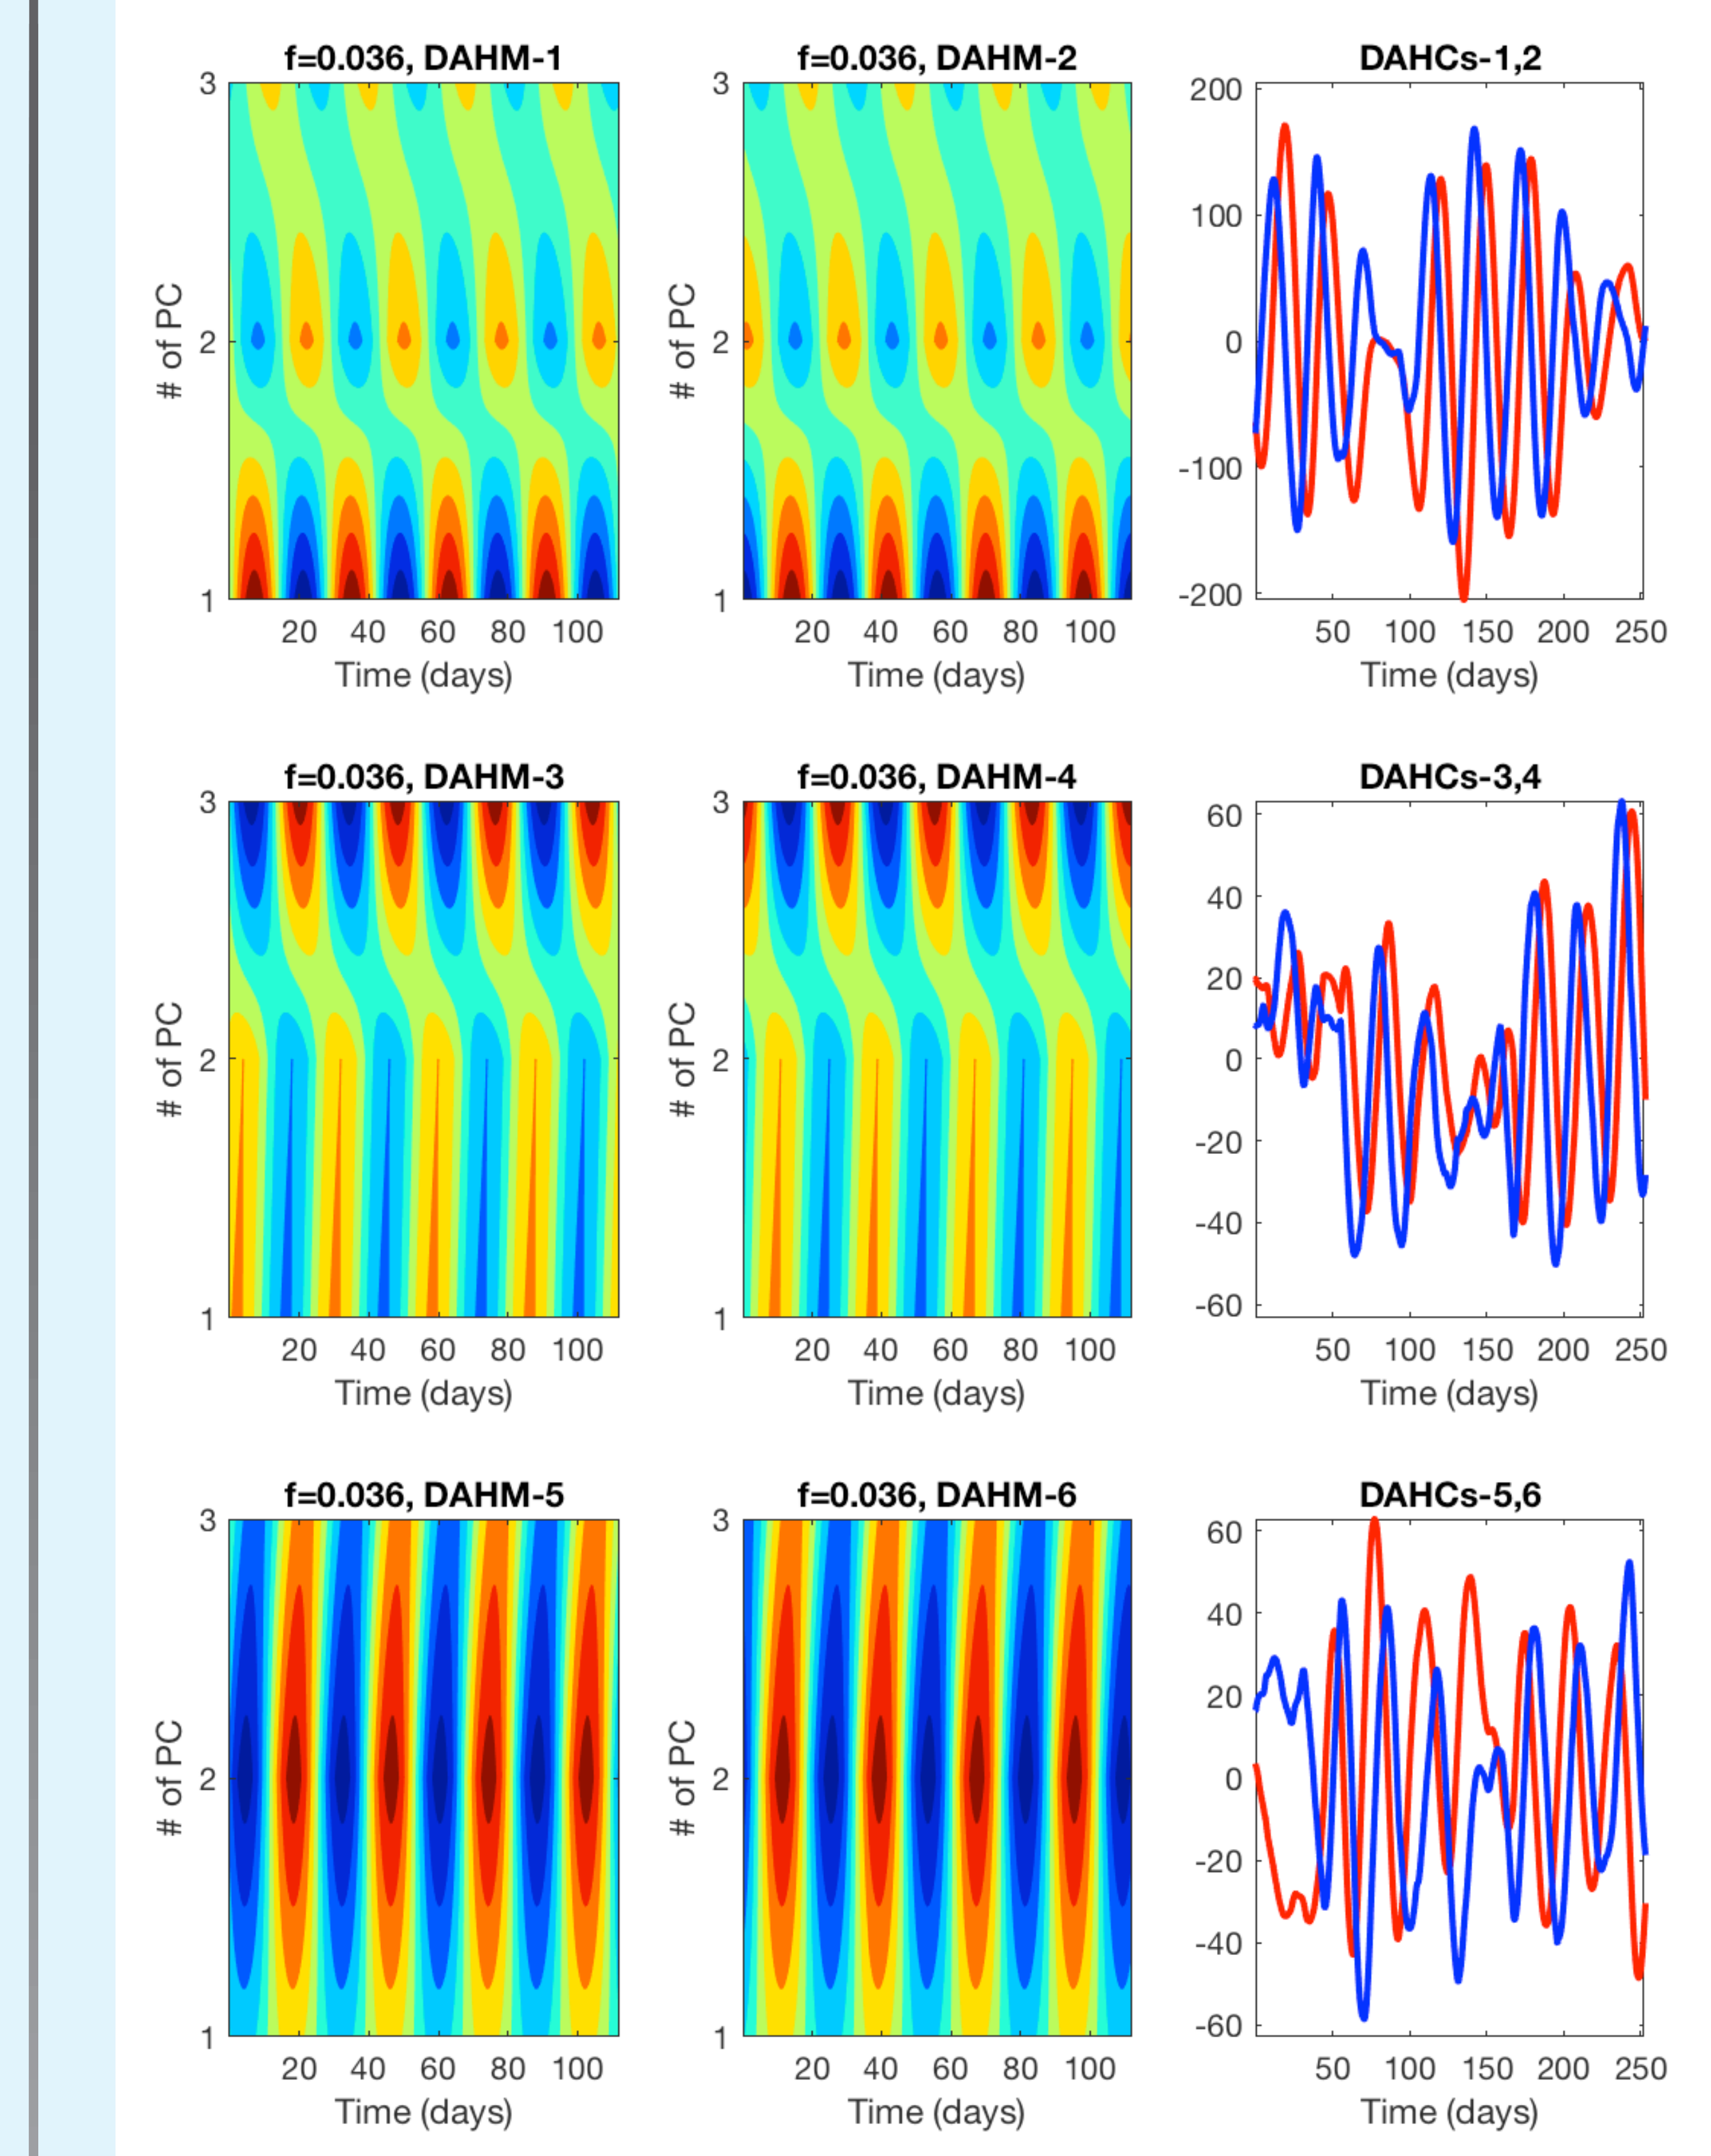 f=0.036, DAHM-1
3
2
1
# of PC
20 40 60 80 100
Time (days)
f=0.036, DAHM-2
3
2
1
# of PC
20 40 60 80 100
Time (days)
DAHCs-1,2
200
100
0
-100
-200
50 100 150 200 250
Time (days)
f=0.036, DAHM-3
3
2
1
# of PC
20 40 60 80 100
Time (days)
f=0.036, DAHM-4
3
2
1
# of PC
20 40 60 80 100
Time (days)
DAHCs-3,4
60
40
20
0
-20
-40
-60
50 100 150 200 250
Time (days)
f=0.036, DAHM-5
3
2
1
# of PC
20 40 60 80 100
Time (days)
f=0.036, DAHM-6
3
2
1
# of PC
20 40 60 80 100
Time (days)
DAHCs-5,6
60
40
20
0
-20
-40
-60
50 100 150 200 250
Time (days)